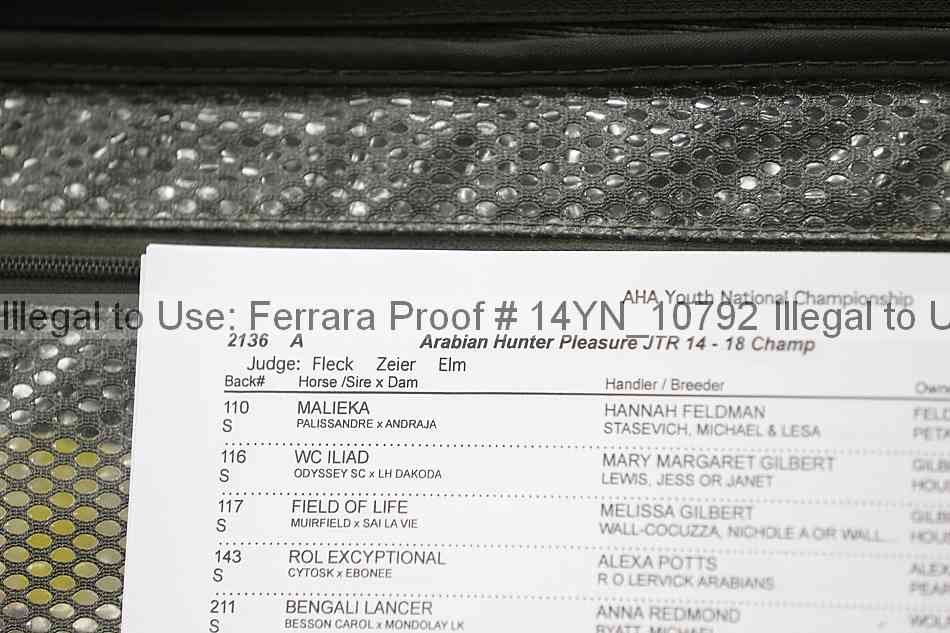 AHA Youth National Championship
Illegal to Use: Ferrara Proof # 14YN_10792 Illegal to U
2136 A Arabian Hunter Pleasure JTR 14 - 18 Champ
Judge: Fleck Zeier Elm
Back# Horse /Sire x Dam Handler / Breeder
110 MALIEKA HANNAH FELDMAN
S PALISSANDRE x ANDRAJA STASEVICH, MICHAEL & LESA
116 WC ILIAD MARY MARGARET GILBERT
S ODYSSEY SC x LH DAKODA LEWIS, JESS OR JANET
117 FIELD OF LIFE MELISSA GILBERT
S MUIRFIELD x SAI LA VIE WALL-COCUZZA, NICHOLE A OR WALL...
143 ROL EXCYPTIONAL ALEXA POTTS
S CYTOSK x EBONEE R O LERVICK ARABIANS
211 BENGALI LANCER ANNA REDMOND
S BESSON CAROL x MONDOLAY LK